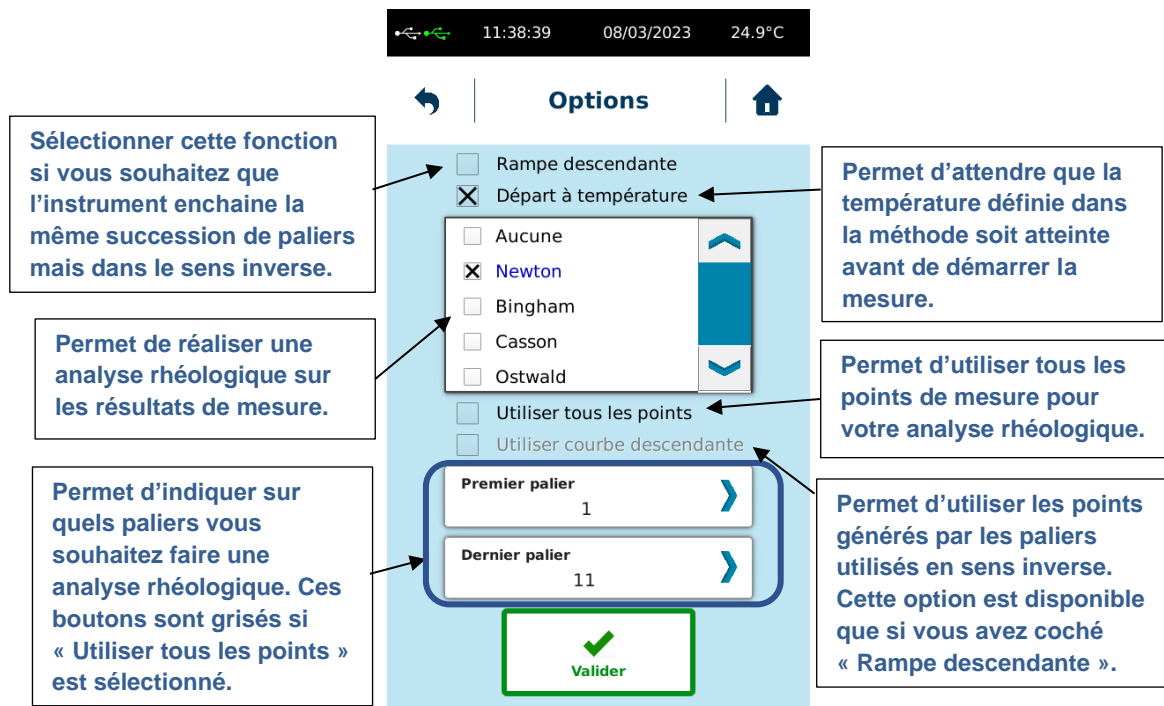 11:38:39 08/03/2023 24.9°C
Options
Sélectionner cette fonction
si vous souhaitez que
l'instrument enchaine la
même succession de paliers
mais dans le sens inverse.
Permet de réaliser une
analyse rhéologique sur
les résultats de mesure.
Permet d'indiquer sur
quels paliers vous
souhaitez faire une
analyse rhéologique. Ces
boutons sont grisés si
« Utiliser tous les points »
est sélectionné.
Rampe descendante
Départ à température
Aucune
Newton
Bingham
Casson
Ostwald
Utiliser tous les points
Utiliser courbe descendante
Premier palier
1
Dernier palier
11
Valider
Permet d'attendre que la
température définie dans
la méthode soit atteinte
avant de démarrer la
mesure.
Permet d'utiliser tous les
points de mesure pour
votre analyse rhéologique.
Permet d'utiliser les points
générés par les paliers
utilisés en sens inverse.
Cette option est disponible
que si vous avez coché
« Rampe descendante ».